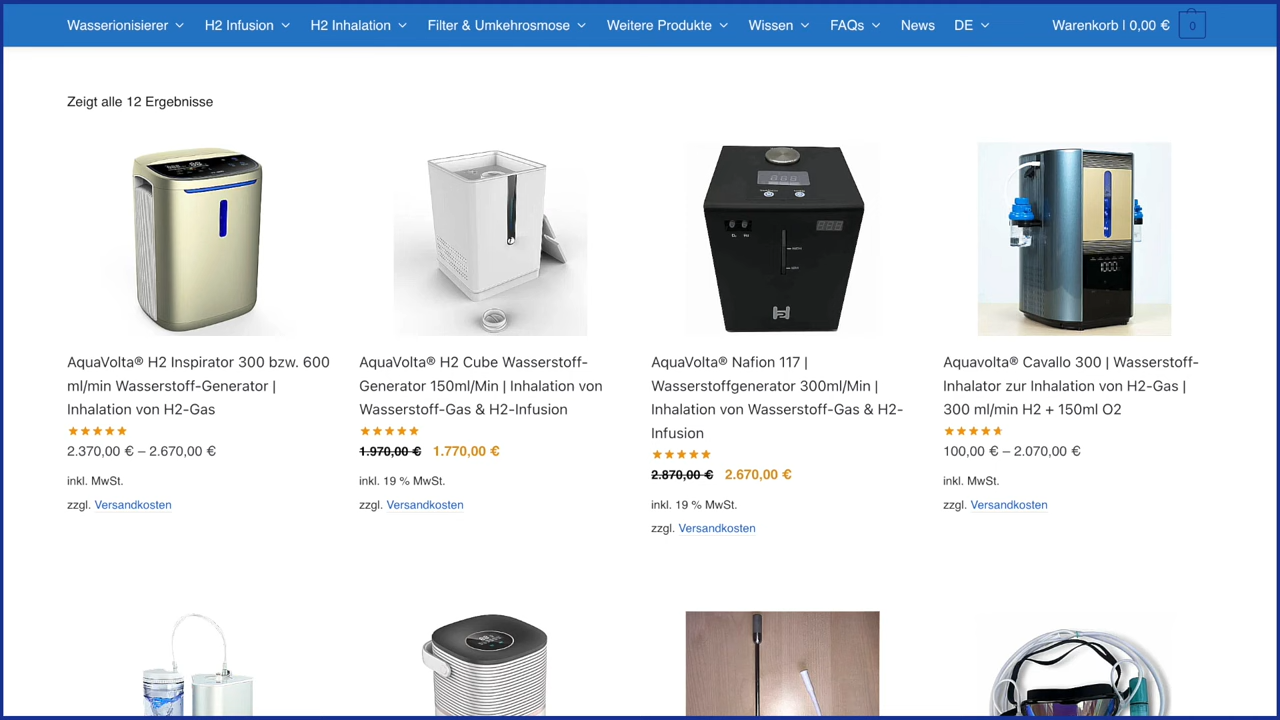 Wasserionisierer H2 Infusion H2 Inhalation Filter & Umkehrosmose Weitere Produkte Wissen FAQs News DE Warenkorb | 0,00 € 0
Zeigt alle 12 Ergebnisse
AquaVolta® H2 Inspirator 300 bzw. 600
ml/min Wasserstoff-Generator |
Inhalation von H2-Gas
2.370,00 € – 2.670,00 €
inkl. MwSt.
zzgl. Versandkosten
AquaVolta® H2 Cube Wasserstoff-
Generator 150ml/Min | Inhalation von
Wasserstoff-Gas & H2-Infusion
1.970,00 € 1.770,00 €
inkl. 19 % MwSt.
zzgl. Versandkosten
AquaVolta® Nafion 117 |
Wasserstoffgenerator 300ml/Min |
Inhalation von Wasserstoff-Gas & H2-
Infusion
2.870,00 € 2.670,00 €
inkl. 19 % MwSt.
zzgl. Versandkosten
Aquavolta® Cavallo 300 | Wasserstoff-
Inhalator zur Inhalation von H2-Gas |
300 ml/min H2 + 150ml O2
100,00 € – 2.070,00 €
inkl. MwSt.
zzgl. Versandkosten